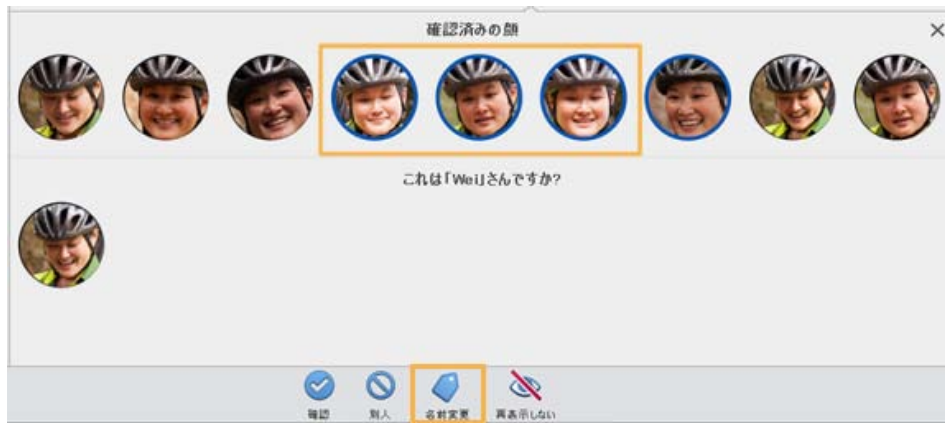 確認済みの顔
これは「Wei」さんですか?
確認
別人
名前変更
再表示しない